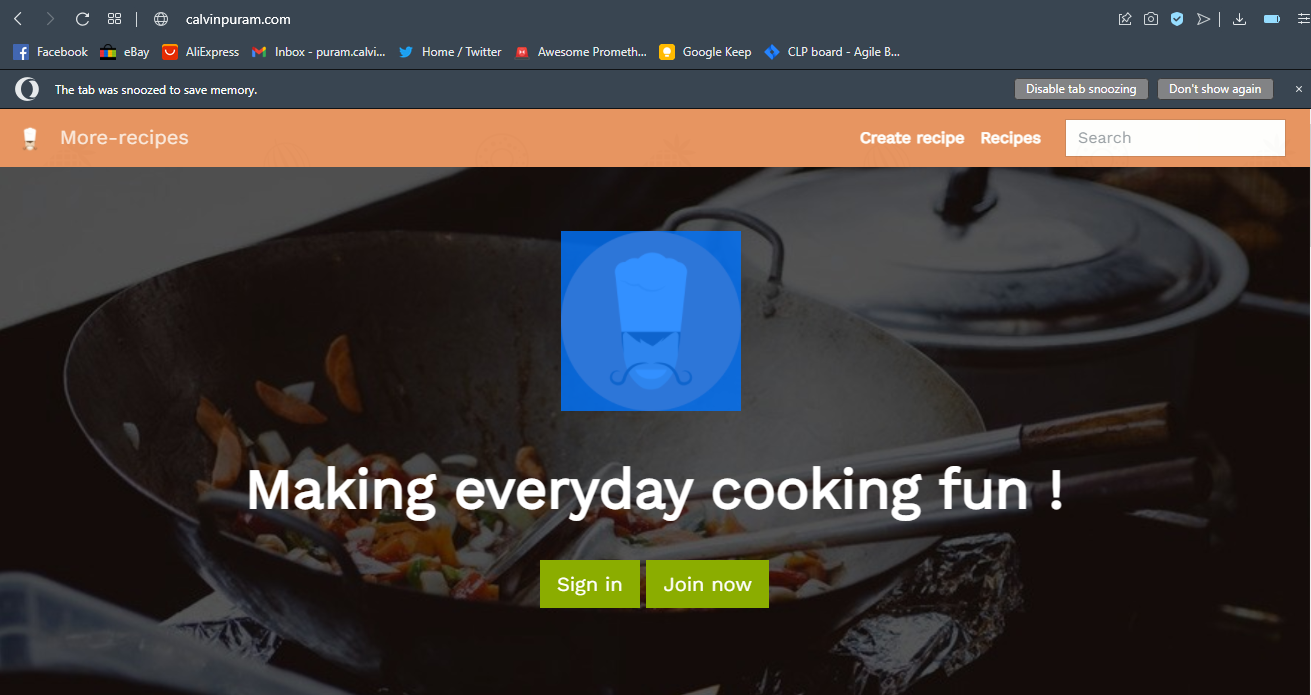 calvinpuram.com
Facebook eBay AliExpress Inbox - puram.calvi... Home / Twitter Awesome Prometh... Google Keep CLP board - Agile B...
The tab was snoozed to save memory. Disable tab snoozing Don't show again
More-recipes Create recipe Recipes Search
Making everyday cooking fun !
Sign in Join now